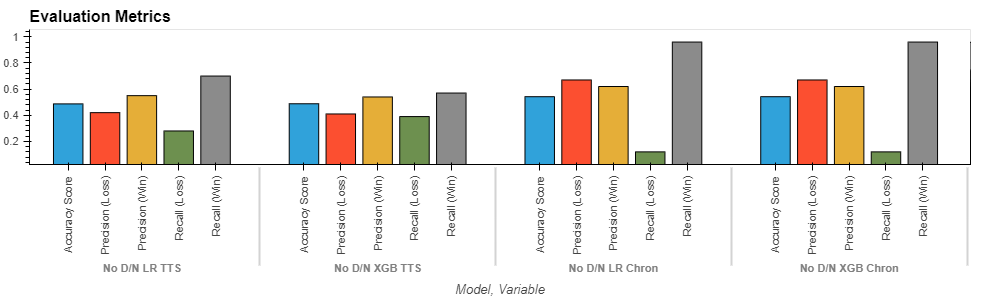 Evaluation Metrics
1
0.8
0.6
0.4
0.2
Accuracy Score
Precision (Loss)
Precision (Win)
Recall (Loss)
Recall (Win)
Accuracy Score
Precision (Loss)
Precision (Win)
Recall (Loss)
Recall (Win)
Accuracy Score
Precision (Loss)
Precision (Win)
Recall (Loss)
Recall (Win)
Accuracy Score
Precision (Loss)
Precision (Win)
Recall (Loss)
Recall (Win)
No D/N LR TTS
No D/N XGB TTS
No D/N LR Chron
No D/N XGB Chron
Model, Variable